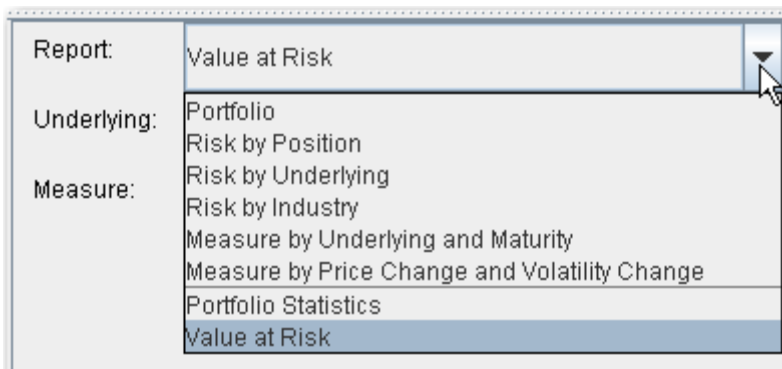 Report:
Value at Risk
Underlying:
Portfolio
Risk by Position
Risk by Underlying
Measure:
Risk by Industry
Measure by Underlying and Maturity
Measure by Price Change and Volatility Change
Portfolio Statistics
Value at Risk